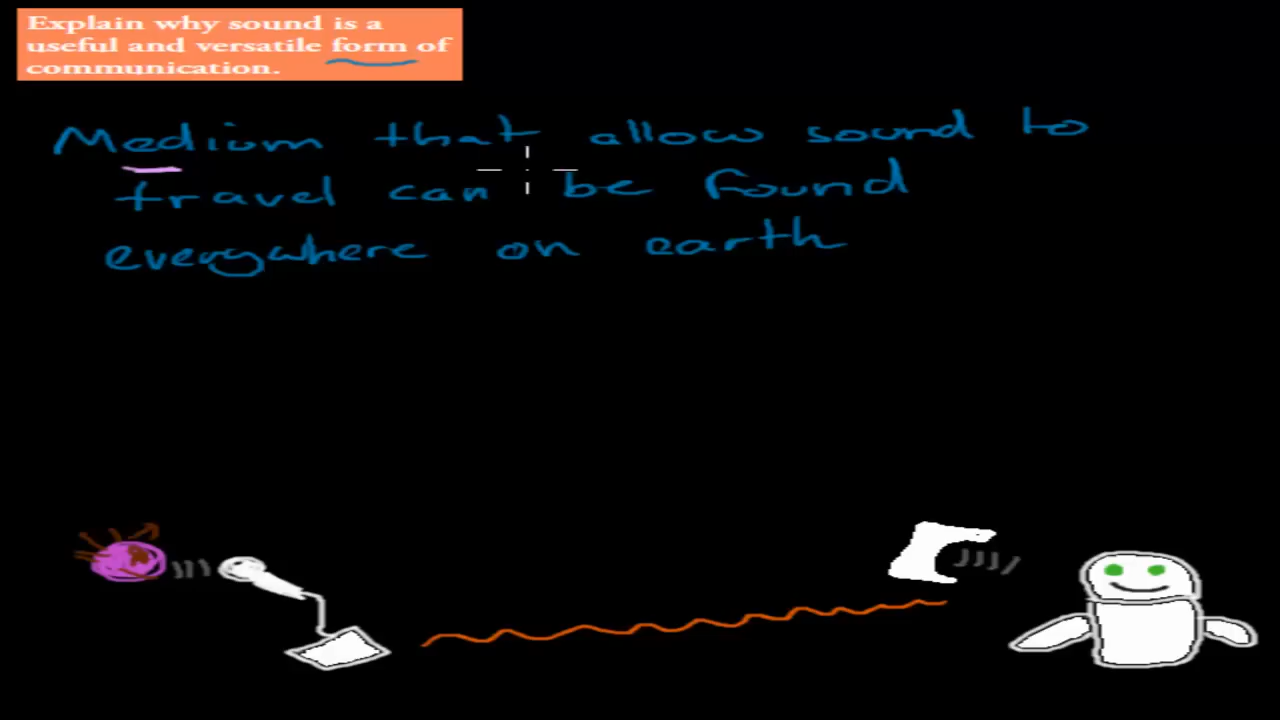 Explain why sound is a
useful and versatile form of
communication.
Medium that allow sound to
travel can be found
everywhere on earth